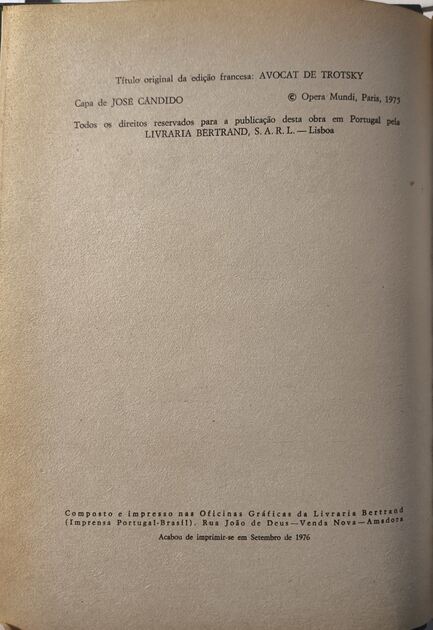 Título original da edição francesa: AVOCAT DE TROTSKY
Capa de JOSÉ CANDIDO © Opera Mundi, Paris, 1975
Todos os direitos reservados para a publicação desta obra em Portugal pela
LIVRARIA BERTRAND, S. A. R. L. — Lisboa
Composto e impresso nas Oficinas Gráficas da Livraria Bertrand
(Imprensa Portugal-Brasil). Rua João de Deus—Venda Nova—Amadora
Acabou de imprimir-se em Setembro de 1976